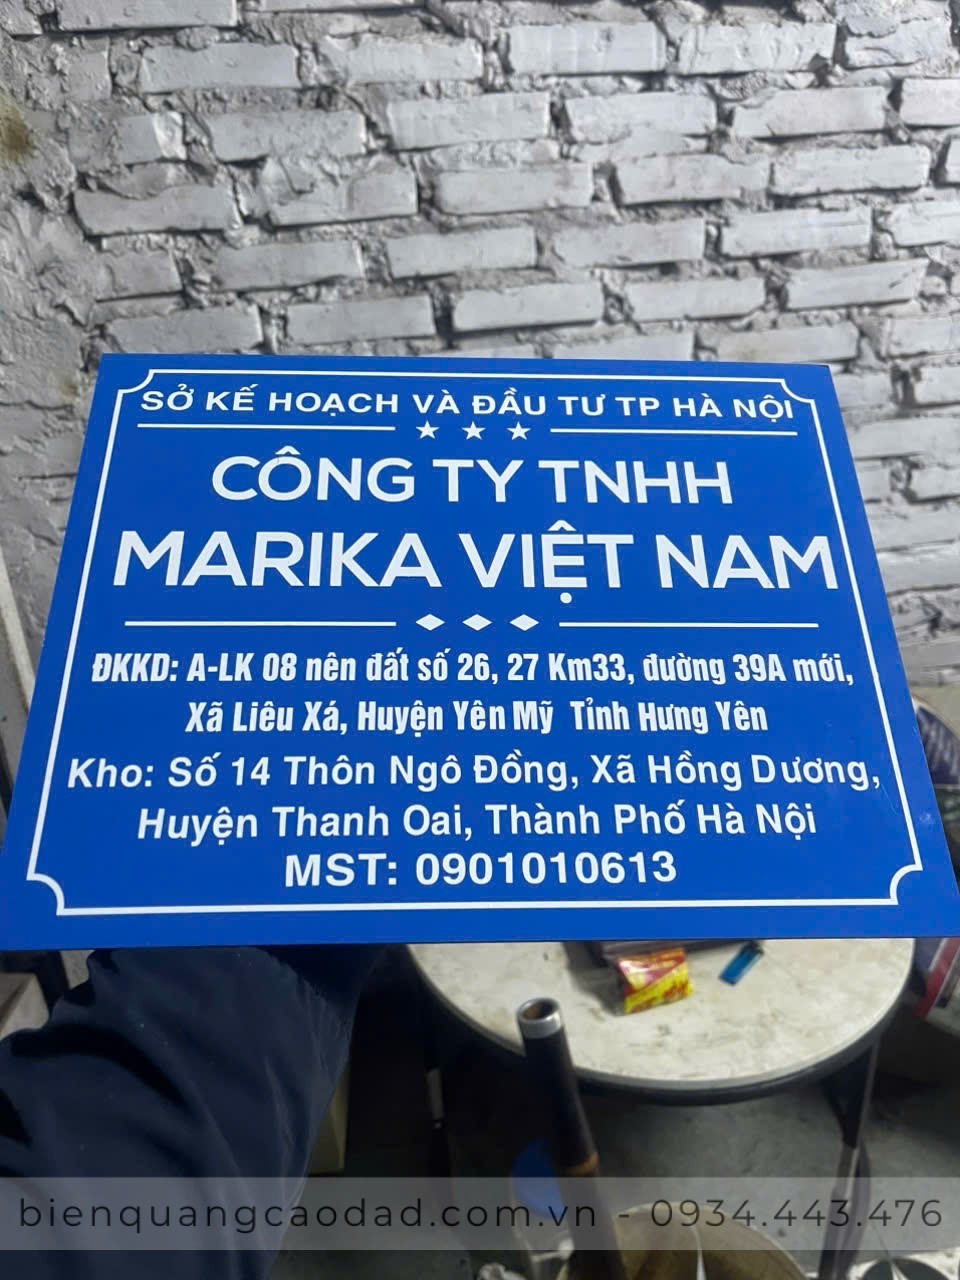 SỞ KẾ HOẠCH VÀ ĐẦU TƯ TP HÀ NỘI
CÔNG TY TNHH
MARIKA VIỆT NAM
ĐKKD: A-LK 08 nên đất số 26, 27 Km33, đường 39A mới,
Xã Liêu Xá, Huyện Yên Mỹ Tỉnh Hưng Yên
Kho: Số 14 Thôn Ngô Đồng, Xã Hồng Dương,
Huyện Thanh Oai, Thành Phố Hà Nội
MST: 0901010613
bienquangcaodad.com.vn - 0934.443.476